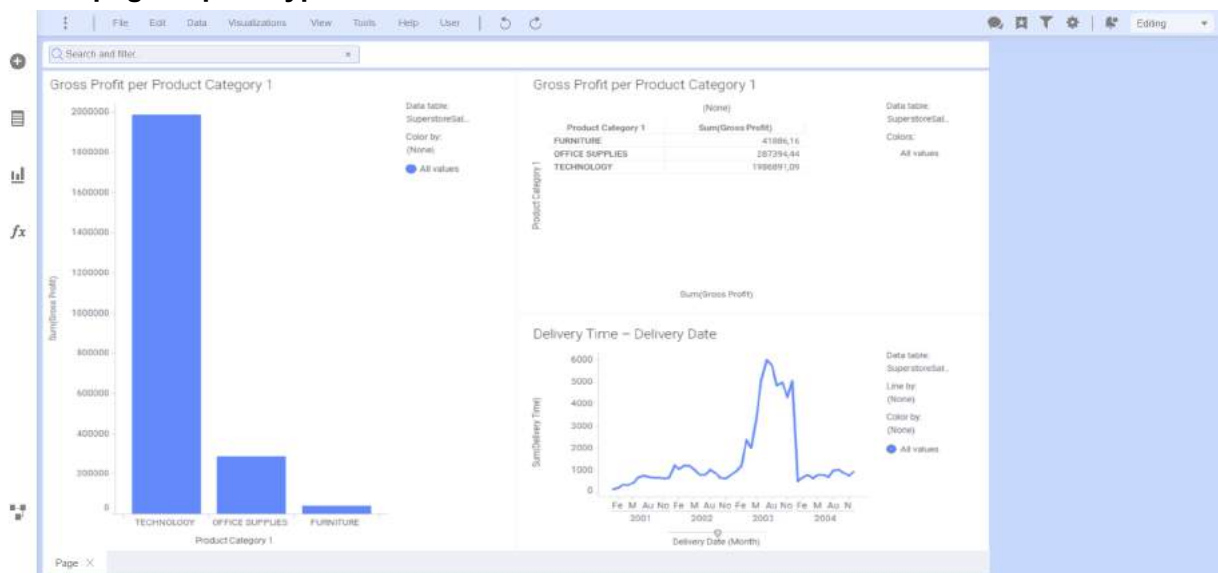 File Edit Data Visualizations View Tools Help User Editing
Search and filter
Gross Profit per Product Category 1
2000000
1800000
1600000
1400000
1200000
1000000
800000
600000
400000
200000
0
Sum(Gross Profit)
TECHNOLOGY OFFICE SUPPLIES FURNITURE
Product Category 1
Data table:
SuperstoreSal..
Color by:
(None)
All values
Gross Profit per Product Category 1
(None)
Product Category 1 Sum(Gross Profit)
FURNITURE 41886,16
OFFICE SUPPLIES 287394,44
TECHNOLOGY 1986891,09
Product Category 1
Sum(Gross Profit)
Data table:
SuperstoreSal..
Colors:
All values
Delivery Time – Delivery Date
6000
5000
4000
3000
2000
1000
0
Sum(Delivery Time)
Fe M Au No Fe M Au No Fe M Au No Fe M Au N
2001 2002 2003 2004
Delivery Date (Month)
Data table:
SuperstoreSal..
Line by:
(None)
Color by:
(None)
All values
fx
Page